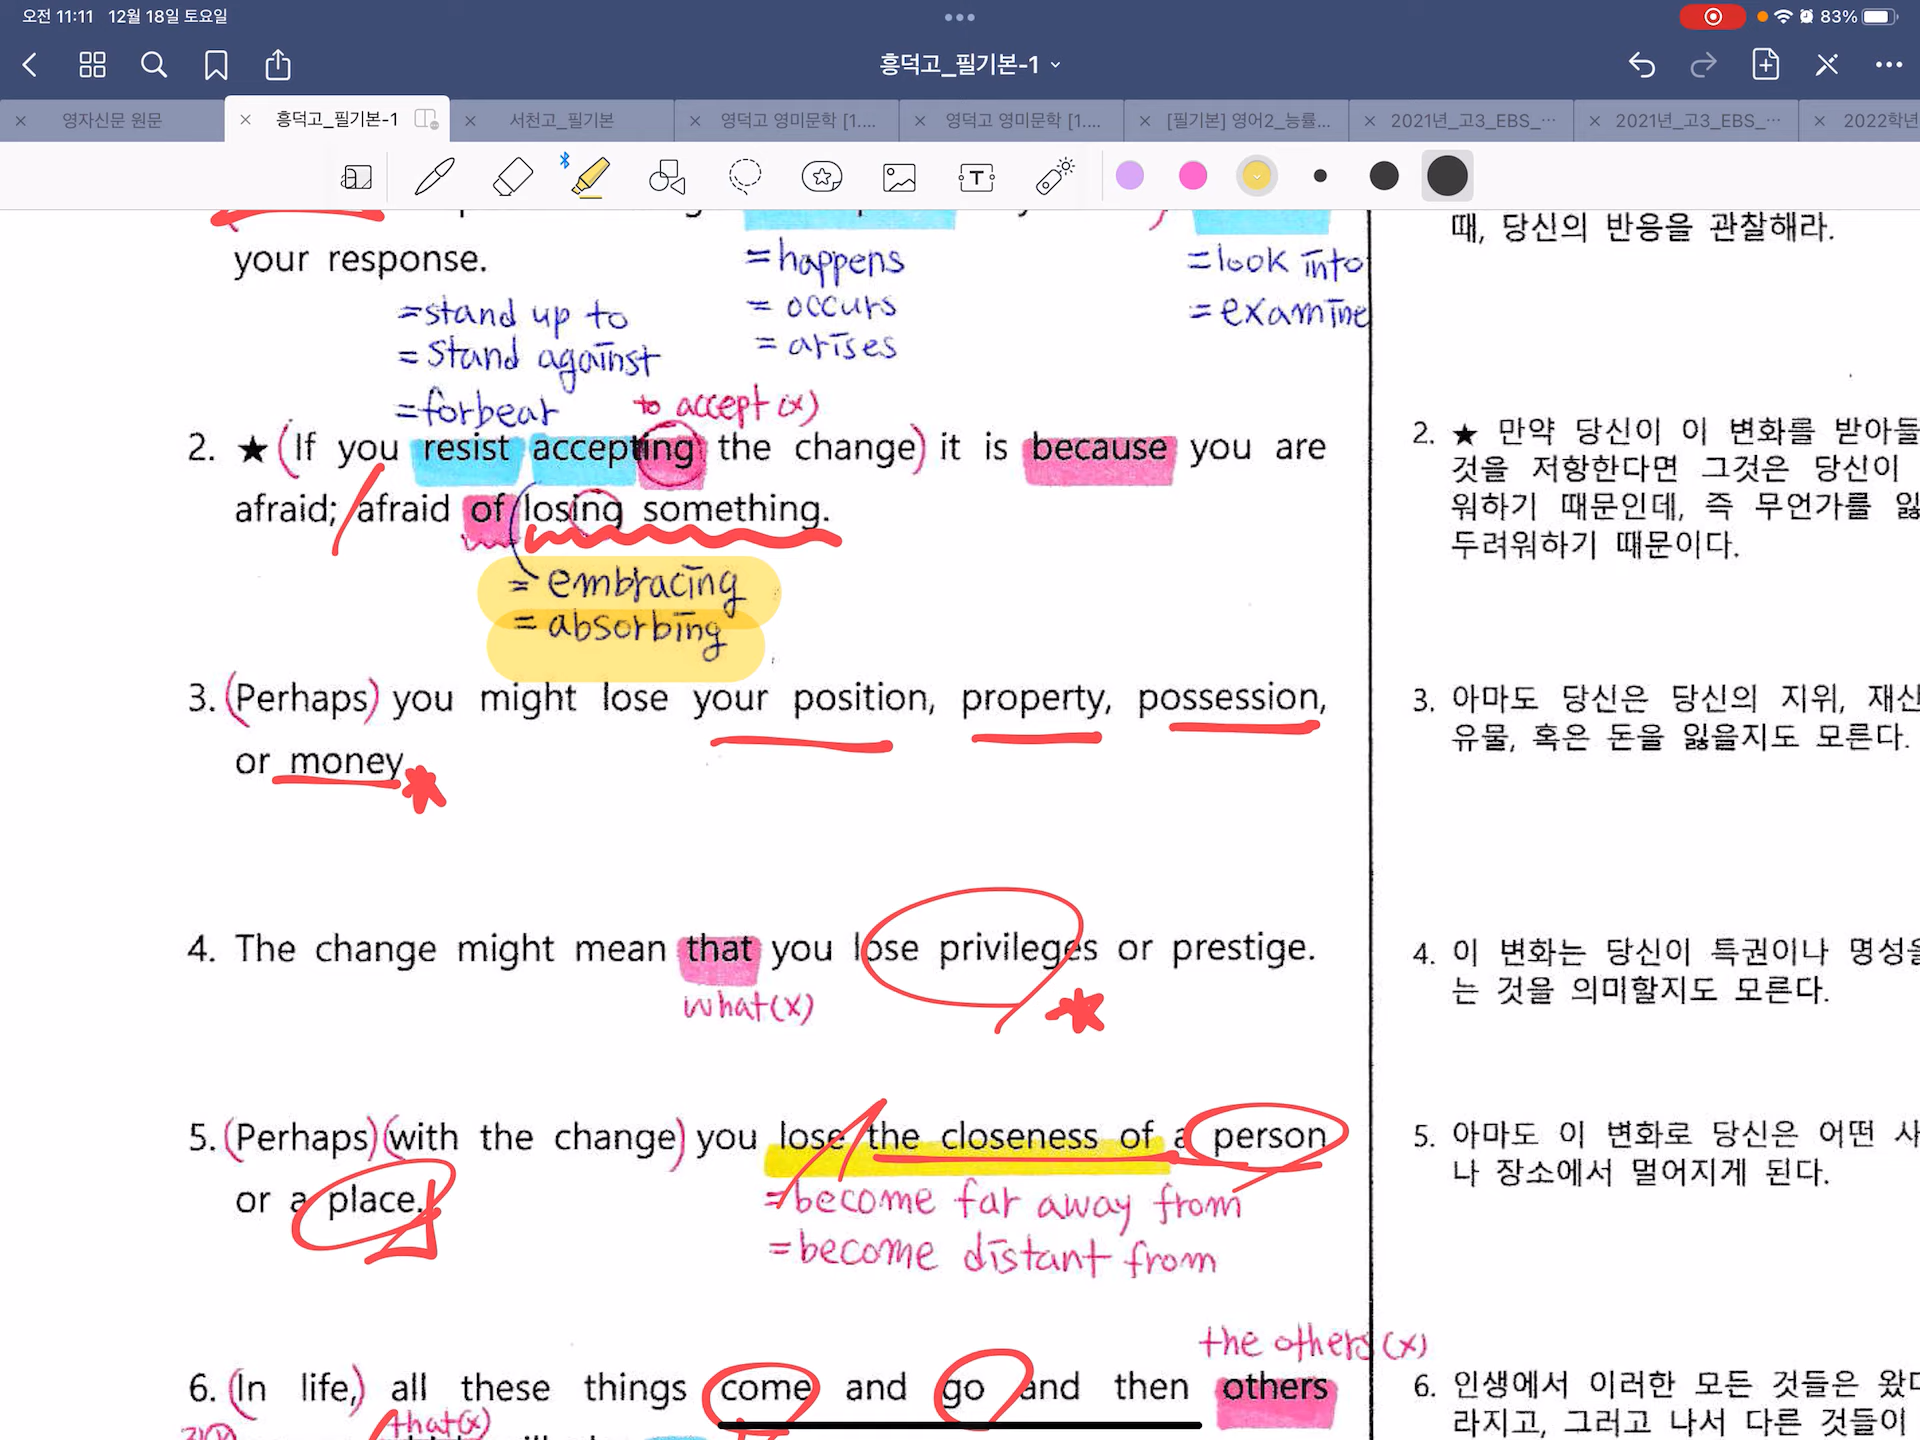 오전 11:11 12월 18일 토요일
83%
흥덕고_필기본-1
영자신문 원문
흥덕고_필기본-1
서천고_필기본
영덕고 영미문학 [1....
영덕고 영미문학 [1....
[필기본] 영어2_능률...
2021년_고3_EBS_...
2021년_고3_EBS_...
2022학년
your response.
=happens
= occurs
= arises
=look into
=examine
=stand up to
=stand against
=forbear
to accept(x)
2. ★ (If you resist accepting the change) it is because you are
afraid; afraid of losing something.
= embracing
= absorbing
3. (Perhaps) you might lose your position, property, possession,
or money
4. The change might mean that you lose privileges or prestige.
what(x)
5. (Perhaps) (with the change) you lose the closeness of a person
or a place.
=become far away from
=become distant from
the others(x)
6. (In life,) all these things come and go and then others
that(x)
때, 당신의 반응을 관찰해라.
2. ★ 만약 당신이 이 변화를 받아들
것을 저항한다면 그것은 당신이
워하기 때문인데, 즉 무언가를 잃
두려워하기 때문이다.
3. 아마도 당신은 당신의 지위, 재산
유물, 혹은 돈을 잃을지도 모른다.
4. 이 변화는 당신이 특권이나 명성을
는 것을 의미할지도 모른다.
5. 아마도 이 변화로 당신은 어떤 사
나 장소에서 멀어지게 된다.
6. 인생에서 이러한 모든 것들은 왔다
라지고, 그러고 나서 다른 것들이